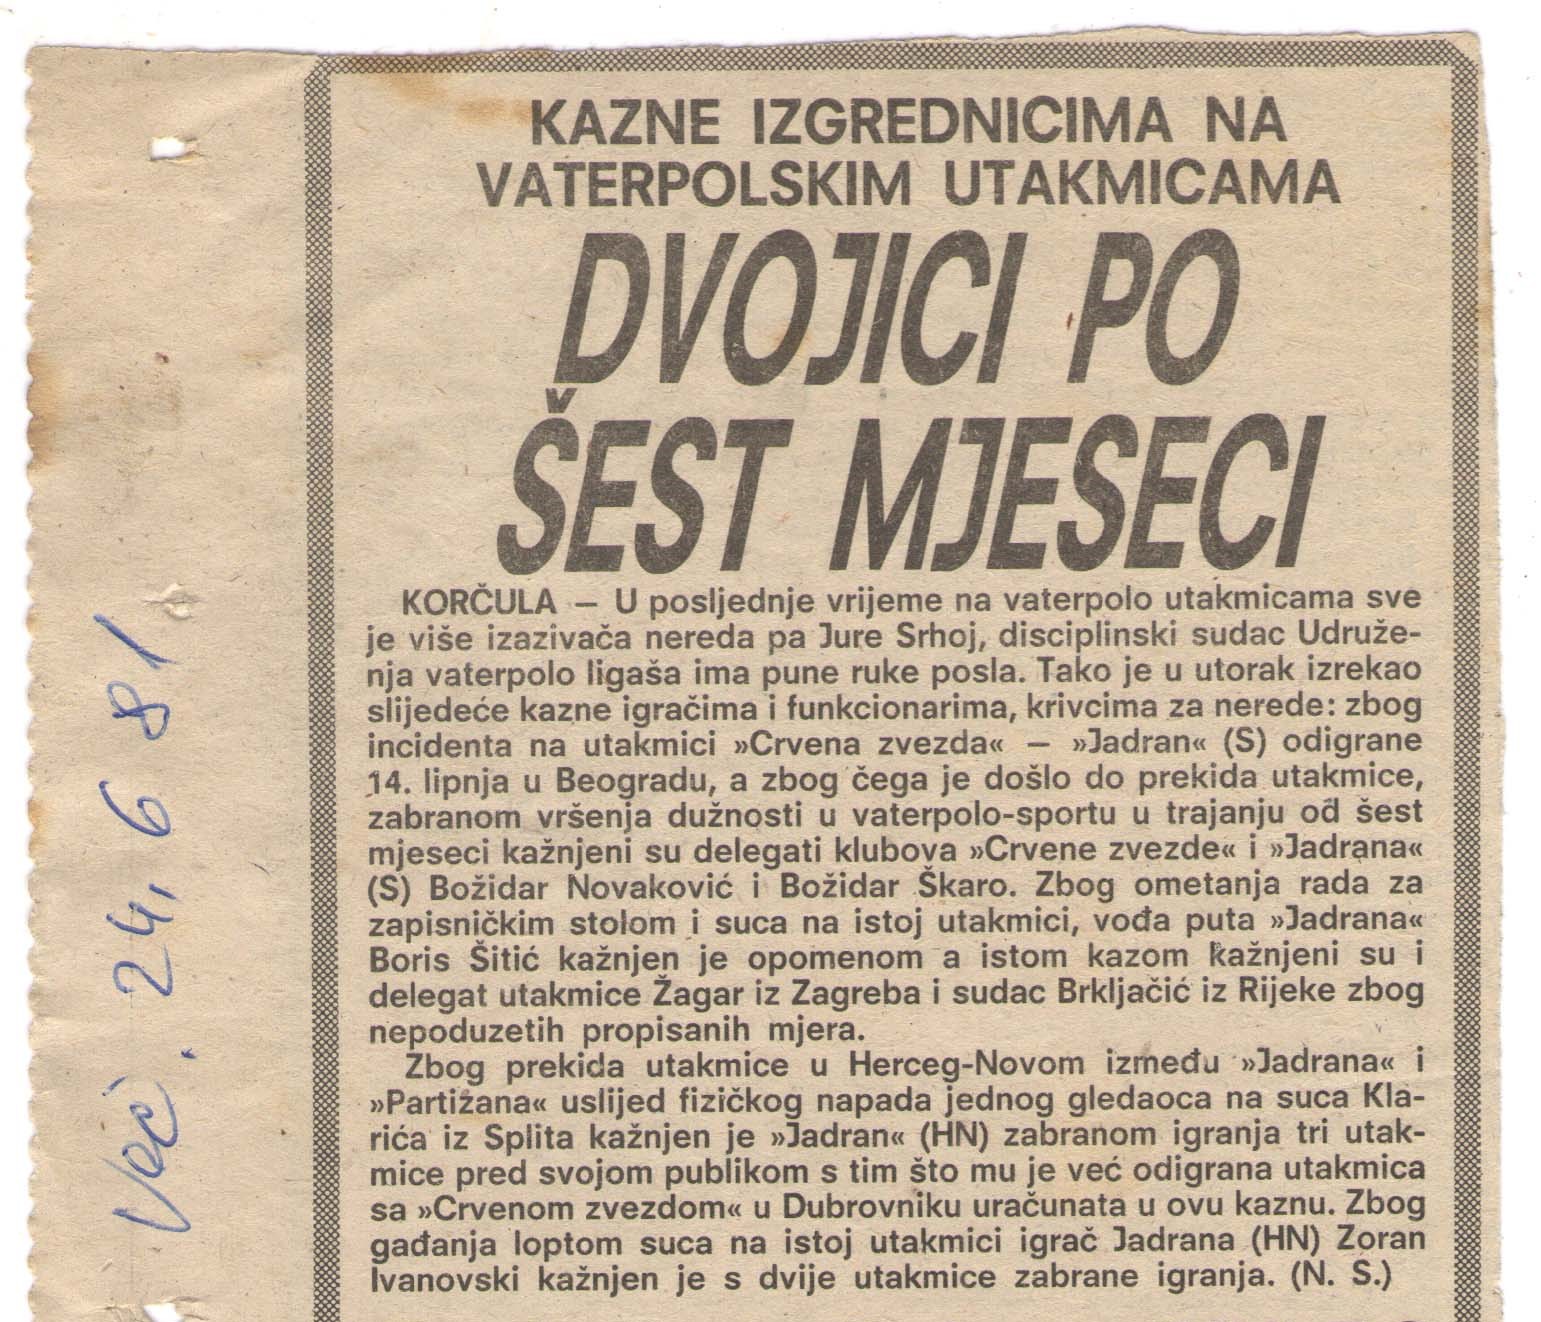 KAZNE IZGREDNICIMA NA
VATERPOLSKIM UTAKMICAMA
DVOJICI PO
ŠEST MJESECI
KORČULA — U posljednje vrijeme na vaterpolo utakmicama sve
je više izazivača nereda pa Jure Srhoj, disciplinski sudac Udruže-
nja vaterpolo ligaša ima pune ruke posla. Tako je u utorak izrekao
slijedeće kazne igračima i funkcionarima, krivcima za nerede: zbog
incidenta na utakmici »Crvena zvezda« — »Jadran« (S) odigrane
14. lipnja u Beogradu, a zbog čega je došlo do prekida utakmice,
zabranom vršenja dužnosti u vaterpolo-sportu u trajanju od šest
mjeseci kažnjeni su delegati klubova »Crvene zvezde« i »Jadrana«
(S) Božidar Novaković i Božidar Škaro. Zbog ometanja rada za
zapisničkim stolom i suca na istoj utakmici, vođa puta »Jadrana«
Boris Šitić kažnjen je opomenom a istom kazom kažnjeni su i
delegat utakmice Žagar iz Zagreba i sudac Brkljačić iz Rijeke zbog
nepoduzetih propisanih mjera.
Zbog prekida utakmice u Herceg-Novom između »Jadrana« i
»Partižana« uslijed fizičkog napada jednog gledaoca na suca Kla-
rića iz Splita kažnjen je »Jadran« (HN) zabranom igranja tri utak-
mice pred svojom publikom s tim što mu je već odigrana utakmica
sa »Crvenom zvezdom« u Dubrovniku uračunata u ovu kaznu. Zbog
gađanja loptom suca na istoj utakmici igrač Jadrana (HN) Zoran
Ivanovski kažnjen je s dvije utakmice zabrane igranja. (N. S.)
Več. 24, 6 81.